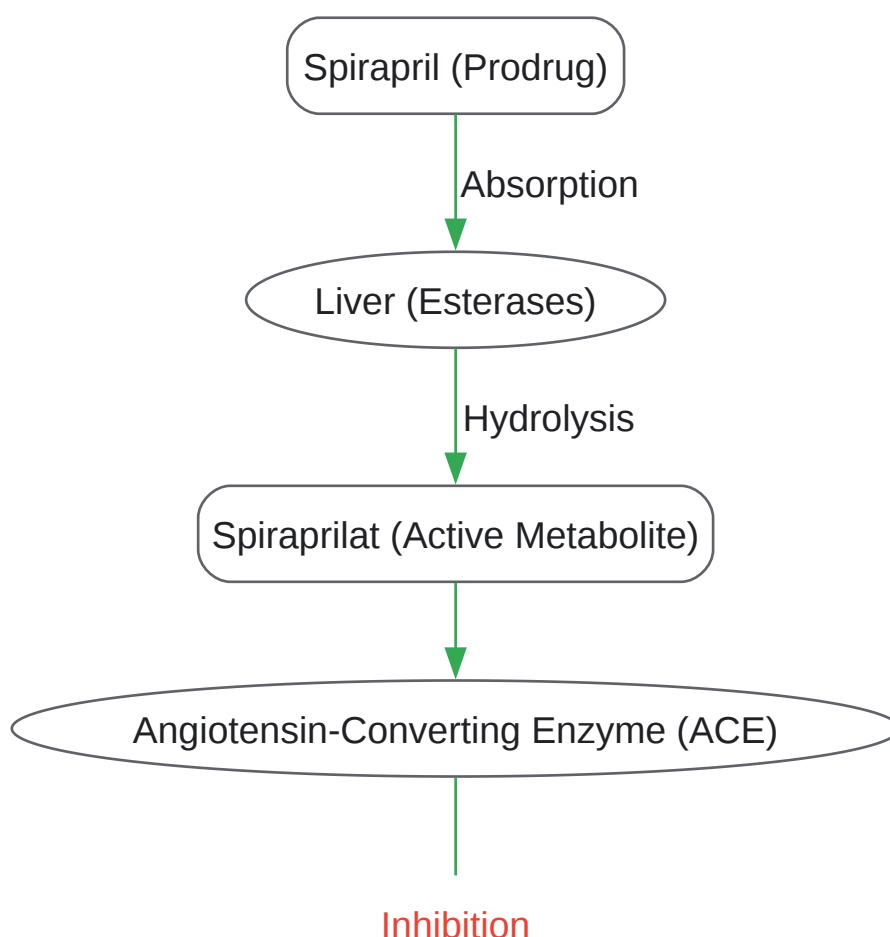 Spirapril (Prodrug)
Absorption
Liver (Esterases)
Hydrolysis
Spiraprilat (Active Metabolite)
Angiotensin-Converting Enzyme (ACE)
Inhibition